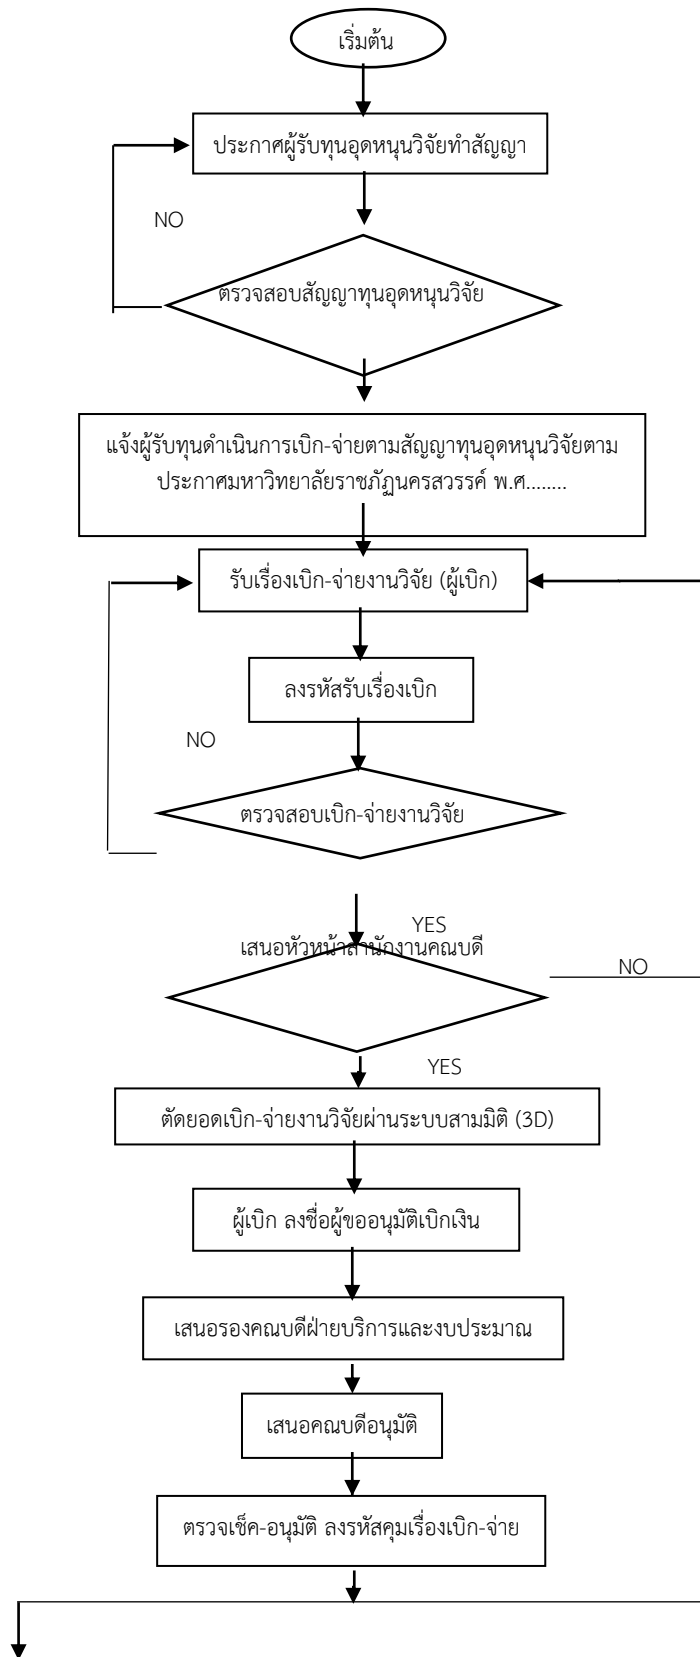 เริ่มต้น
ประกาศผู้รับทุนอุดหนุนวิจัยทำสัญญา
NO
ตรวจสอบสัญญาทุนอุดหนุนวิจัย
แจ้งผู้รับทุนดำเนินการเบิก-จ่ายตามสัญญาทุนอุดหนุนวิจัยตาม
ประกาศมหาวิทยาลัยราชภัฏนครสวรรค์ พ.ศ........
รับเรื่องเบิก-จ่ายงานวิจัย (ผู้เบิก)
ลงรหัสรับเรื่องเบิก
NO
ตรวจสอบเบิก-จ่ายงานวิจัย
YES
เสนอหัวหน้าสำนักงานคณบดี
NO
YES
ตัดยอดเบิก-จ่ายงานวิจัยผ่านระบบสามมิติ (3D)
ผู้เบิก ลงชื่อผู้ขออนุมัติเบิกเงิน
เสนอรองคณบดีฝ่ายบริการและงบประมาณ
เสนอคณบดีอนุมัติ
ตรวจเช็ค-อนุมัติ ลงรหัสคุมเรื่องเบิก-จ่าย